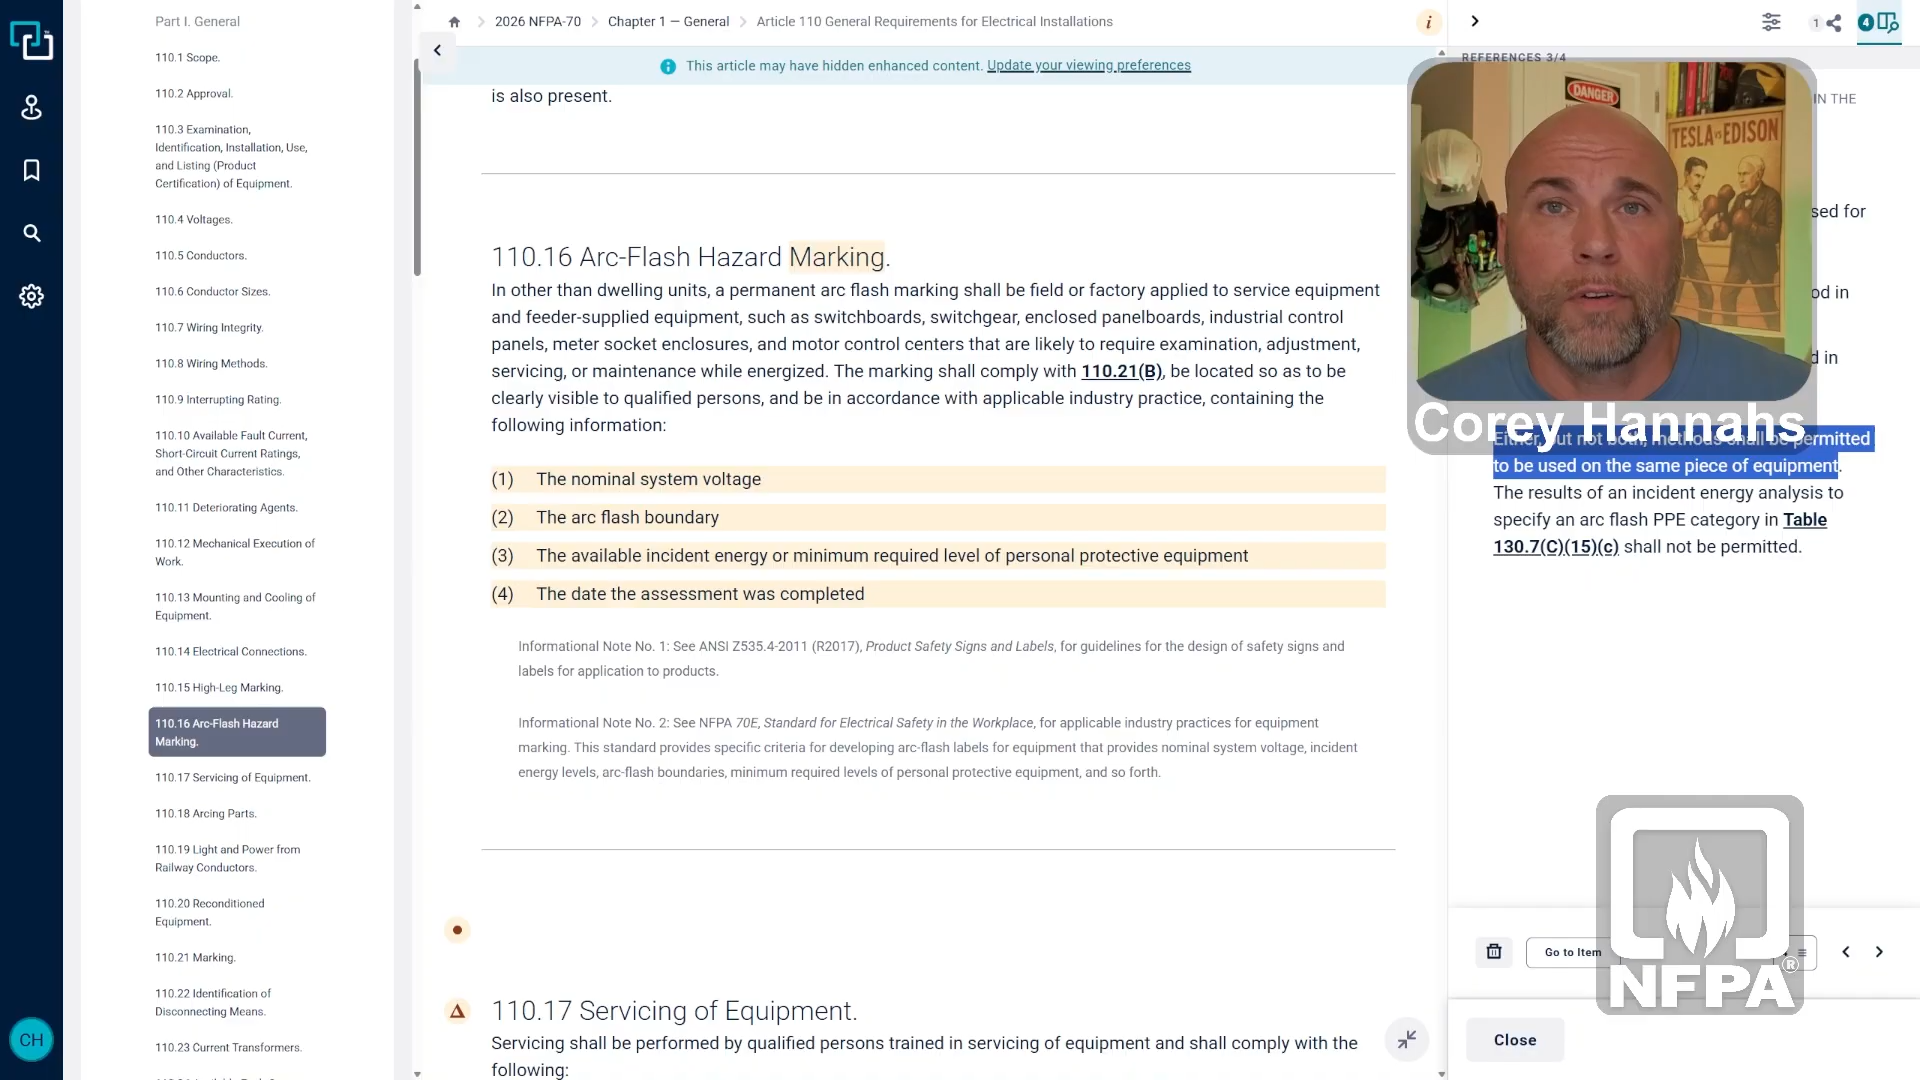 Part I. General
110.1 Scope.
110.2 Approval.
110.3 Examination,
Identification, Installation, Use,
and Listing (Product
Certification) of Equipment.
110.4 Voltages.
110.5 Conductors.
110.6 Conductor Sizes.
110.7 Wiring Integrity.
110.8 Wiring Methods.
110.9 Interrupting Rating.
110.10 Available Fault Current,
Short-Circuit Current Ratings,
and Other Characteristics.
110.11 Deteriorating Agents.
110.12 Mechanical Execution of
Work.
110.13 Mounting and Cooling of
Equipment.
110.14 Electrical Connections.
110.15 High-Leg Marking.
110.16 Arc-Flash Hazard
Marking.
110.17 Servicing of Equipment.
110.18 Arcing Parts.
110.19 Light and Power from
Railway Conductors.
110.20 Reconditioned
Equipment.
110.21 Marking.
110.22 Identification of
Disconnecting Means.
110.23 Current Transformers.
CH
2026 NFPA-70
Chapter 1 — General
Article 110 General Requirements for Electrical Installations
This article may have hidden enhanced content. Update your viewing preferences
is also present.
110.16 Arc-Flash Hazard Marking.
In other than dwelling units, a permanent arc flash marking shall be field or factory applied to service equipment
and feeder-supplied equipment, such as switchboards, switchgear, enclosed panelboards, industrial control
panels, meter socket enclosures, and motor control centers that are likely to require examination, adjustment,
servicing, or maintenance while energized. The marking shall comply with 110.21(B), be located so as to be
clearly visible to qualified persons, and be in accordance with applicable industry practice, containing the
following information:
(1) The nominal system voltage
(2) The arc flash boundary
(3) The available incident energy or minimum required level of personal protective equipment
(4) The date the assessment was completed
Informational Note No. 1: See ANSI Z535.4-2011 (R2017), Product Safety Signs and Labels, for guidelines for the design of safety signs and
labels for application to products.
Informational Note No. 2: See NFPA 70E, Standard for Electrical Safety in the Workplace, for applicable industry practices for equipment
marking. This standard provides specific criteria for developing arc-flash labels for equipment that provides nominal system voltage, incident
energy levels, arc-flash boundaries, minimum required levels of personal protective equipment, and so forth.
110.17 Servicing of Equipment.
Servicing shall be performed by qualified persons trained in servicing of equipment and shall comply with the
following:
i
1
4
REFERENCES 3/4
IN THE
DANGER
TESLA vs EDISON
sed for
od in
d in
Corey Hannahs
Either, but not both, methods shall be permitted
to be used on the same piece of equipment.
The results of an incident energy analysis to
specify an arc flash PPE category in Table
130.7(C)(15)(c) shall not be permitted.
Go to Item
NFPA®
Close